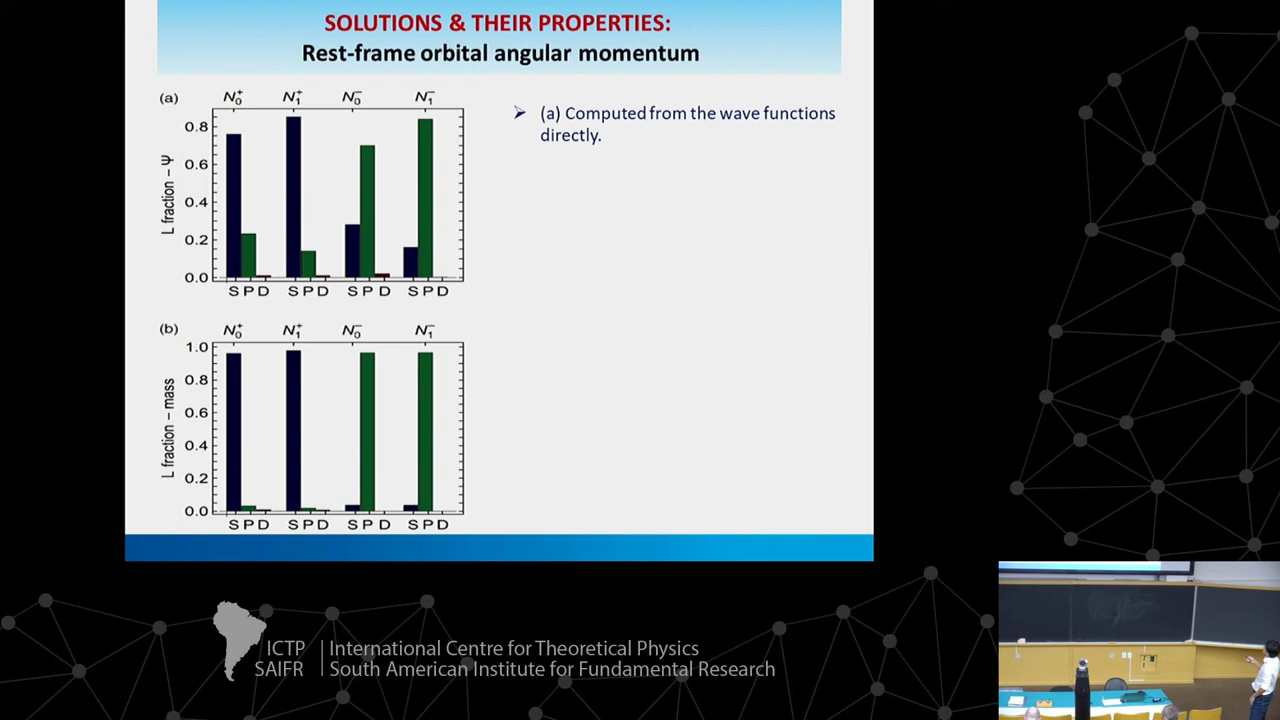 SOLUTIONS & THEIR PROPERTIES:
Rest-frame orbital angular momentum
(a)
N₀⁺ N₁⁺ N₀⁻ N₁⁻
L fraction – Ψ
0.8
0.6
0.4
0.2
0.0
S P D S P D S P D S P D
➢ (a) Computed from the wave functions
directly.
(b)
N₀⁺ N₁⁺ N₀⁻ N₁⁻
L fraction – mass
1.0
0.8
0.6
0.4
0.2
0.0
S P D S P D S P D S P D
ICTP
SAIFR
International Centre for Theoretical Physics
South American Institute for Fundamental Research